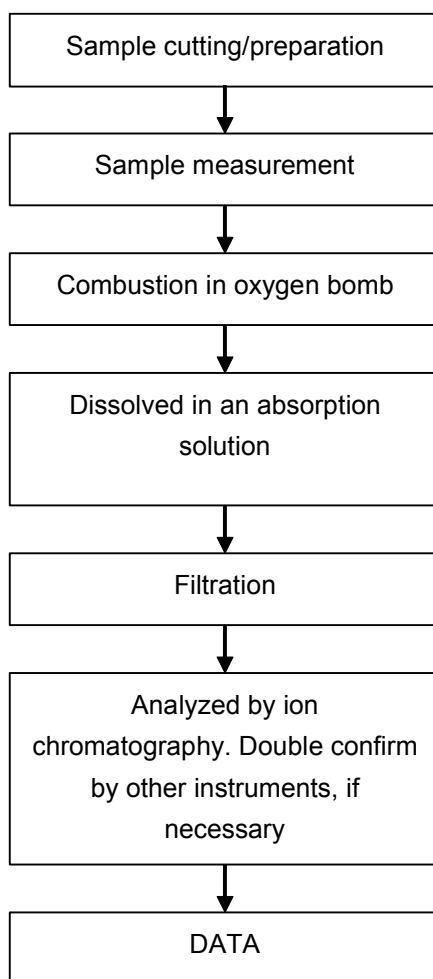 Sample cutting/preparation
Sample measurement
Combustion in oxygen bomb
Dissolved in an absorption
solution
Filtration
Analyzed by ion
chromatography. Double confirm
by other instruments, if
necessary
DATA